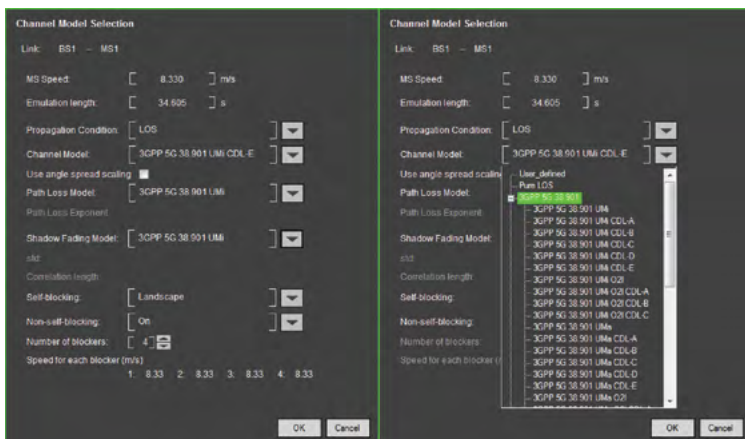 Channel Model Selection
Link: BS1 – MS1
MS Speed: [ 8.330 ] m/s
Emulation length: [ 34.605 ] s
Propagation Condition: [ LOS ]
Channel Model: [ 3GPP 5G 38.901 UMi CDL-E ]
Use angle spread scaling
Path Loss Model: [ 3GPP 5G 38.901 UMi ]
Path Loss Exponent:
Shadow Fading Model: [ 3GPP 5G 38.901 UMi ]
std:
Correlation length:
Self-blocking: [ Landscape ]
Non-self-blocking: [ On ]
Number of blockers: [ 4 ]
Speed for each blocker (m/s)
1: 8.33 2: 8.33 3: 8.33 4: 8.33
OK Cancel
Channel Model Selection
Link: BS1 – MS1
MS Speed: [ 8.330 ] m/s
Emulation length: [ 34.605 ] s
Propagation Condition: [ LOS ]
Channel Model: [ 3GPP 5G 38.901 UMi CDL-E ]
Use angle spread scaling
Path Loss Model:
Path Loss Exponent:
Shadow Fading Model:
std:
Correlation length:
Self-blocking:
Non-self-blocking:
Number of blockers:
Speed for each blocker (
User_defined
Pure LOS
3GPP 5G 38.901
3GPP 5G 38.901 UMi
3GPP 5G 38.901 UMi CDL-A
3GPP 5G 38.901 UMi CDL-B
3GPP 5G 38.901 UMi CDL-C
3GPP 5G 38.901 UMi CDL-D
3GPP 5G 38.901 UMi CDL-E
3GPP 5G 38.901 UMi O2I
3GPP 5G 38.901 UMi O2I CDL-A
3GPP 5G 38.901 UMi O2I CDL-B
3GPP 5G 38.901 UMi O2I CDL-C
3GPP 5G 38.901 UMa
3GPP 5G 38.901 UMa CDL-A
3GPP 5G 38.901 UMa CDL-B
3GPP 5G 38.901 UMa CDL-C
3GPP 5G 38.901 UMa CDL-D
3GPP 5G 38.901 UMa CDL-E
3GPP 5G 38.901 UMa O2I
OK Cancel